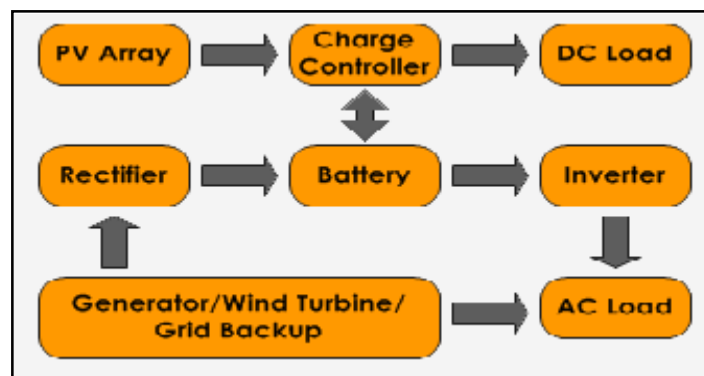 PV Array
Charge
Controller
DC Load
Rectifier
Battery
Inverter
Generator/Wind Turbine/
Grid Backup
AC Load